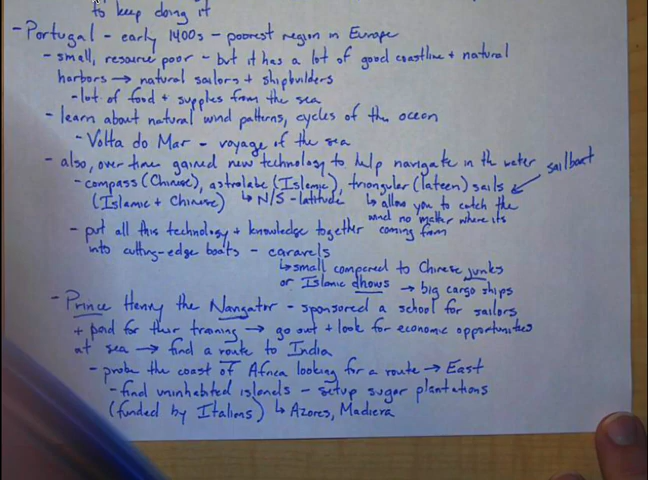 to keep doing it
- Portugal - early 1400s - poorest region in Europe
- small, resource poor - but it has a lot of good coastline + natural
harbors → natural sailors + shipbuilders
- lot of food + supplies from the sea
- learn about natural wind patterns, cycles of the ocean
- Volta do Mar - voyage of the sea
- also, over time gained new technology to help navigate in the water
sailboat
- compass (Chinese), astrolabe (Islamic), triangular (lateen) sails
(Islamic + Chinese) ↳ N/S - latitude ↳ allow you to catch the
wind no matter where its
coming from
- put all this technology + knowledge together
into cutting-edge boats - caravels
↳ small compared to Chinese junks
or Islamic dhows → big cargo ships
- Prince Henry the Navigator - sponsored a school for sailors
+ paid for their training → go out + look for economic opportunities
at sea → find a route to India
- probe the coast of Africa looking for a route → East
- find uninhabited islands - setup sugar plantations
(funded by Italians) ↳ Azores, Madiera